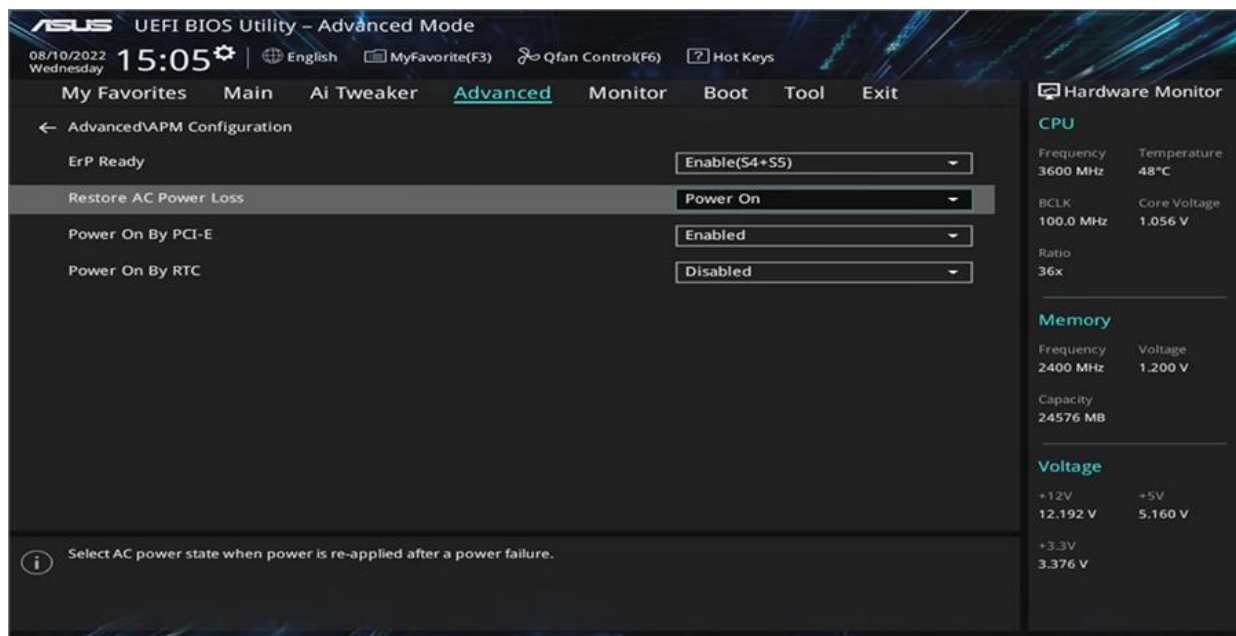 ASUS UEFI BIOS Utility – Advanced Mode
08/10/2022 Wednesday 15:05 English MyFavorite(F3) Qfan Control(F6) ? Hot Keys
My Favorites Main Ai Tweaker Advanced Monitor Boot Tool Exit
← Advanced\APM Configuration
ErP Ready Enable(S4+S5)
Restore AC Power Loss Power On
Power On By PCI-E Enabled
Power On By RTC Disabled
Select AC power state when power is re-applied after a power failure.
Hardware Monitor
CPU
Frequency Temperature
3600 MHz 48°C
BCLK Core Voltage
100.0 MHz 1.056 V
Ratio
36x
Memory
Frequency Voltage
2400 MHz 1.200 V
Capacity
24576 MB
Voltage
+12V +5V
12.192 V 5.160 V
+3.3V
3.376 V